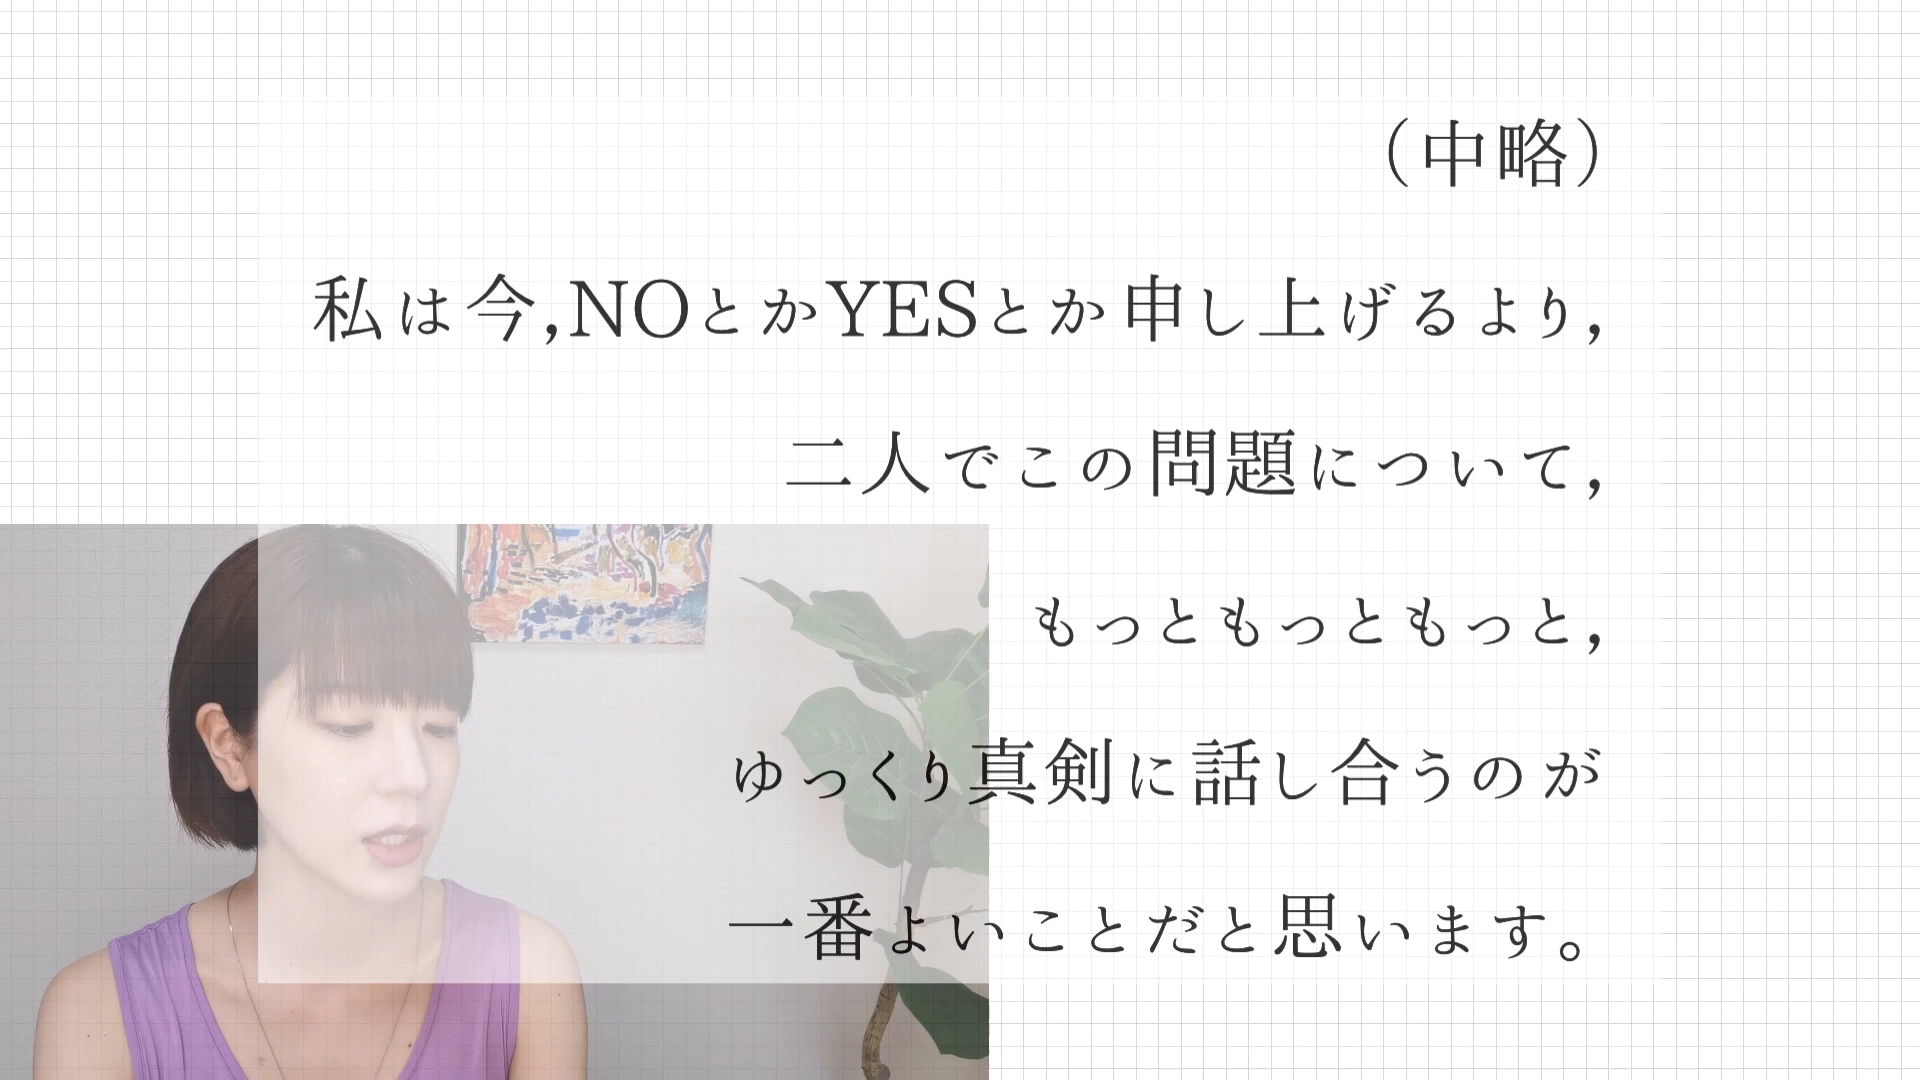 （中略）
私は今,NOとかYESとか申し上げるより,
二人でこの問題について,
もっともっともっと,
ゆっくり真剣に話し合うのが
一番よいことだと思います。